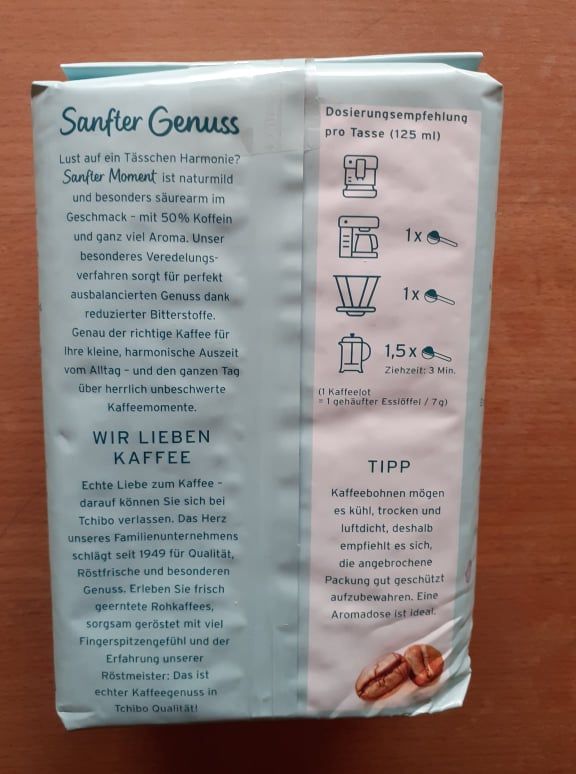 Sanfter Genuss
Lust auf ein Tässchen Harmonie?
Sanfter Moment ist naturmild
und besonders säurearm im
Geschmack – mit 50% Koffein
und ganz viel Aroma. Unser
besonderes Veredelungs-
verfahren sorgt für perfekt
ausbalancierten Genuss dank
reduzierter Bitterstoffe.
Genau der richtige Kaffee für
Ihre kleine, harmonische Auszeit
vom Alltag – und den ganzen Tag
über herrlich unbeschwerte
Kaffeemomente.
WIR LIEBEN
KAFFEE
Echte Liebe zum Kaffee –
darauf können Sie sich bei
Tchibo verlassen. Das Herz
unseres Familienunternehmens
schlägt seit 1949 für Qualität,
Röstfrische und besonderen
Genuss. Erleben Sie frisch
geerntete Rohkaffees,
sorgsam geröstet mit viel
Fingerspitzengefühl und der
Erfahrung unserer
Röstmeister: Das ist
echter Kaffeegenuss in
Tchibo Qualität!
Dosierungsempfehlung
pro Tasse (125 ml)
1x
1x
1,5x
Ziehzeit: 3 Min.
(1 Kaffeelot
= 1 gehäufter Esslöffel / 7g)
TIPP
Kaffeebohnen mögen
es kühl, trocken und
luftdicht, deshalb
empfiehlt es sich,
die angebrochene
Packung gut geschützt
aufzubewahren. Eine
Aromadose ist ideal.